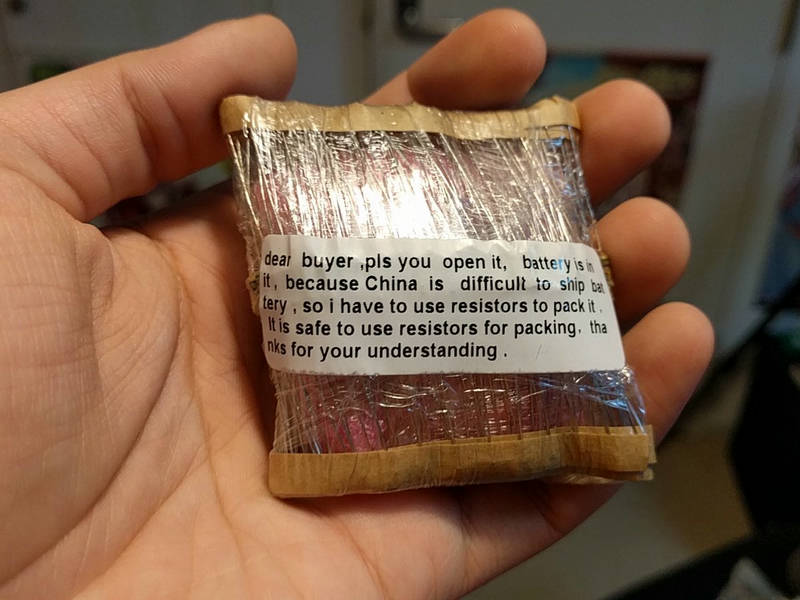 dear buyer ,pls you open it, battery is in
it , because China is difficult to ship bat
tery , so i have to use resistors to pack it .
It is safe to use resistors for packing. tha
nks for your understanding .